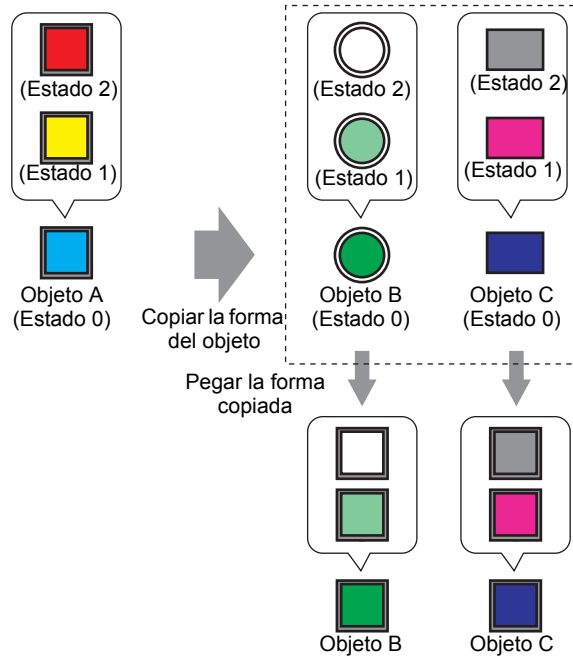 (Estado 2)
(Estado 1)
Objeto A
(Estado 0)
Copiar la forma
del objeto
(Estado 2)
(Estado 1)
Objeto B
(Estado 0)
(Estado 2)
(Estado 1)
Objeto C
(Estado 0)
Pegar la forma
copiada
Objeto B
Objeto C